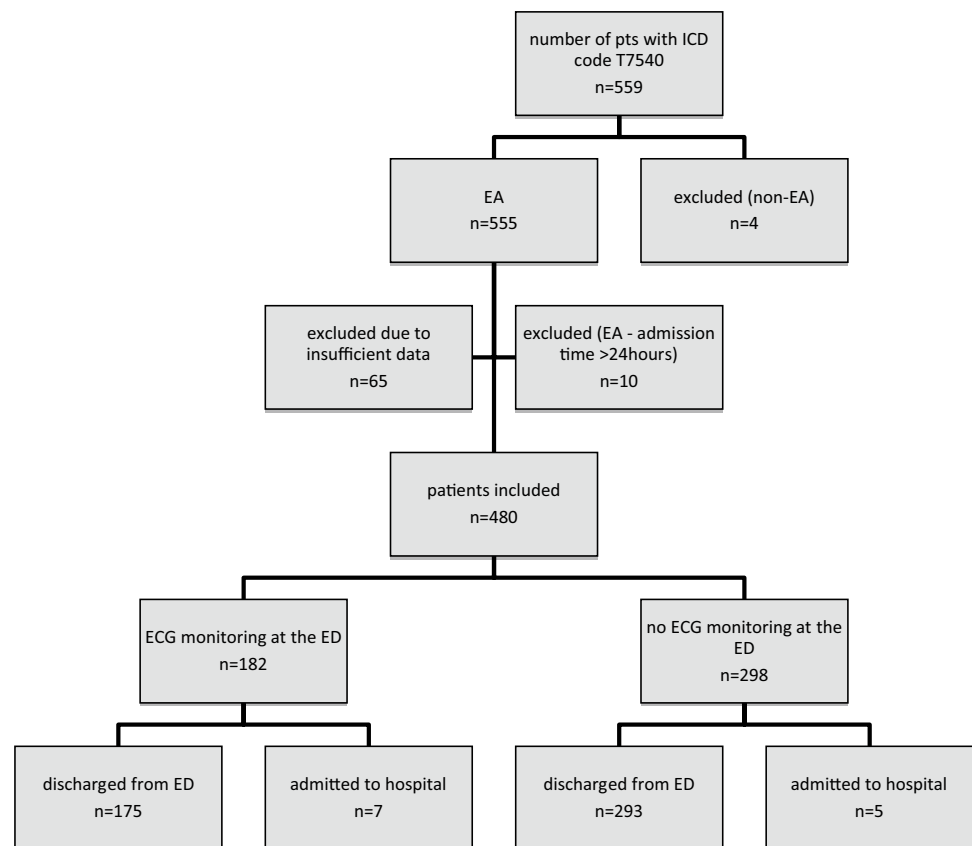 number of pts with ICD
code T7540
n=559
EA
n=555
excluded (non-EA)
n=4
excluded due to
insufficient data
n=65
excluded (EA - admission
time >24hours)
n=10
patients included
n=480
ECG monitoring at the ED
n=182
no ECG monitoring at the
ED
n=298
discharged from ED
n=175
admitted to hospital
n=7
discharged from ED
n=293
admitted to hospital
n=5